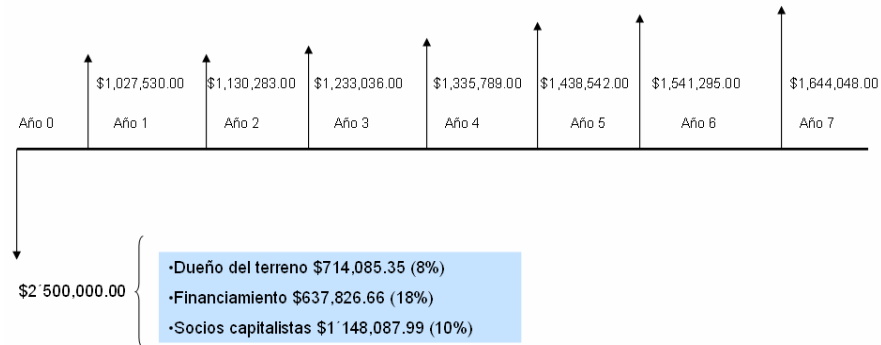 $1,027,530.00 $1,130,283.00 $1,233,036.00 $1,335,789.00 $1,438,542.00 $1,541,295.00 $1,644,048.00
Año 0 Año 1 Año 2 Año 3 Año 4 Año 5 Año 6 Año 7
$2´500,000.00
•Dueño del terreno $714,085.35 (8%)
•Financiamiento $637,826.66 (18%)
•Socios capitalistas $1´148,087.99 (10%)